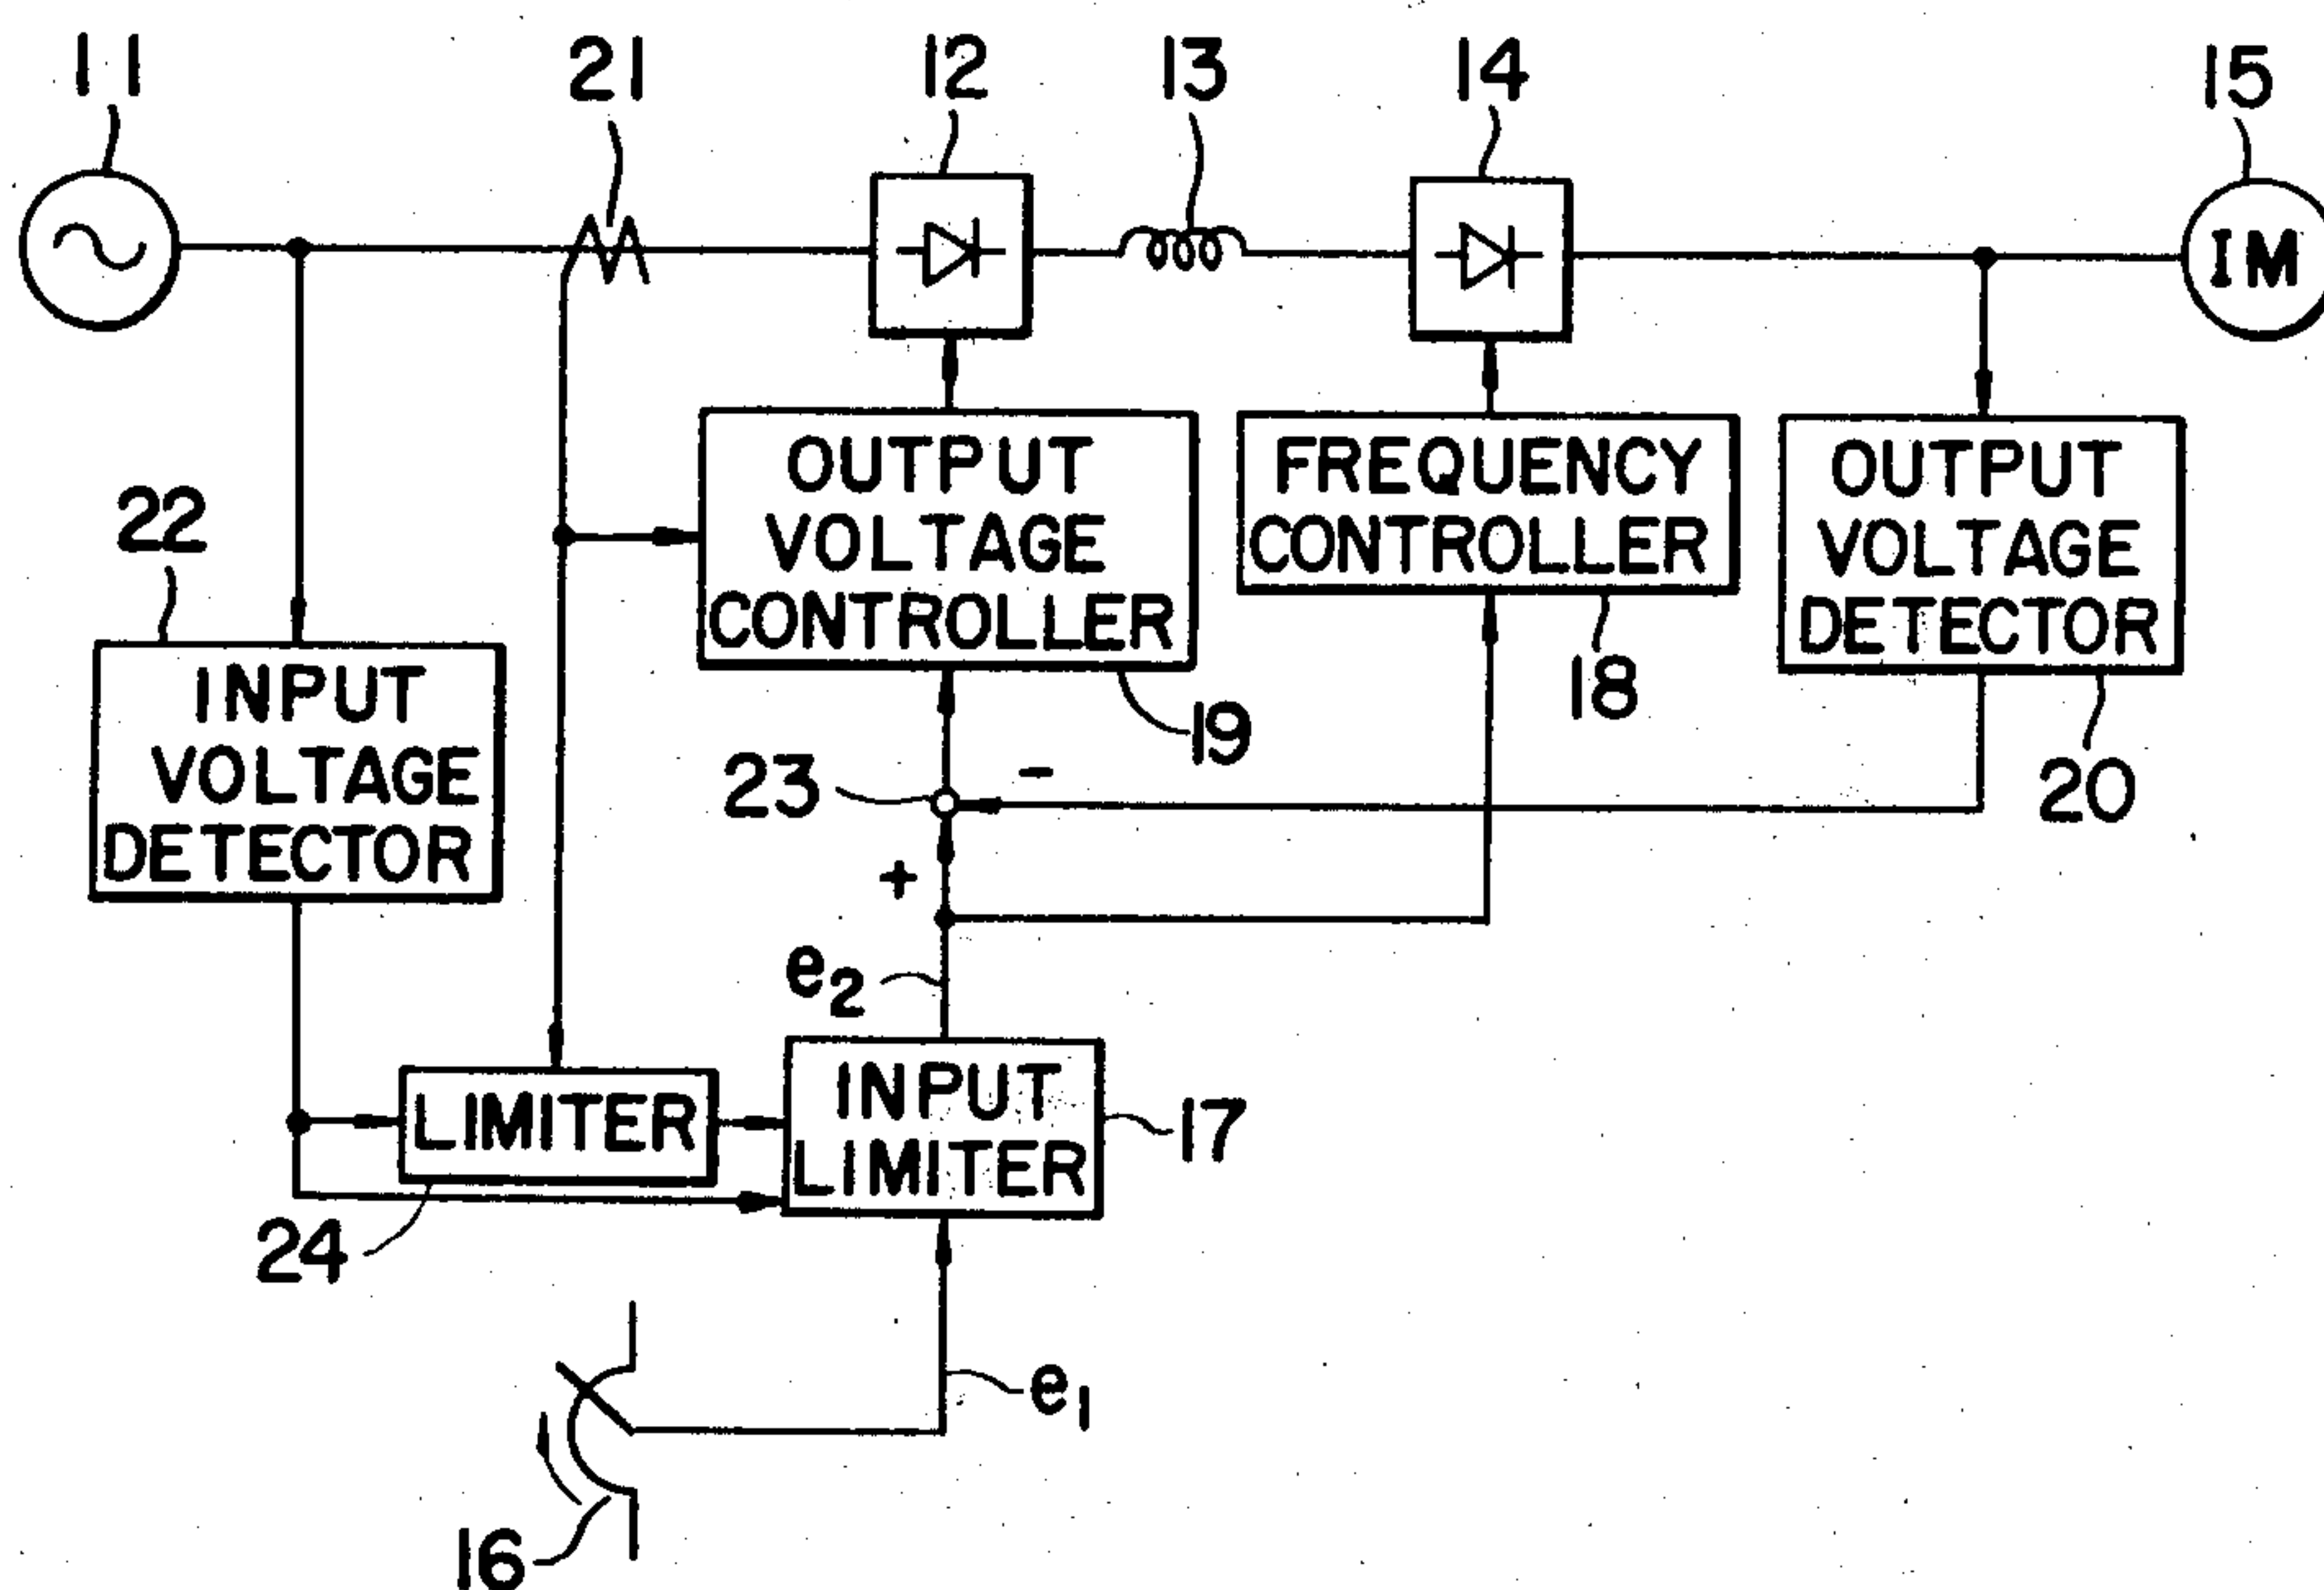 11
21
12
13
14
15
IM
OUTPUT
VOLTAGE
CONTROLLER
FREQUENCY
CONTROLLER
OUTPUT
VOLTAGE
DETECTOR
22
INPUT
VOLTAGE
DETECTOR
19
18
20
23
-
+
e2
LIMITER
INPUT
LIMITER
17
24
e1
16